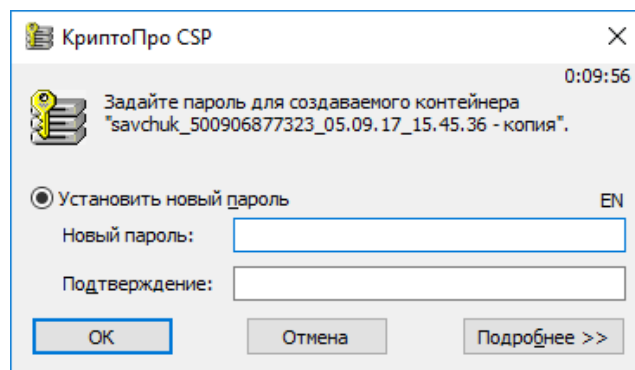 КриптоПро CSP
0:09:56
Задайте пароль для создаваемого контейнера
"savchuk_500906877323_05.09.17_15.45.36 - копия".
Установить новый пароль
EN
Новый пароль:
Подтверждение:
ОК
Отмена
Подробнее >>